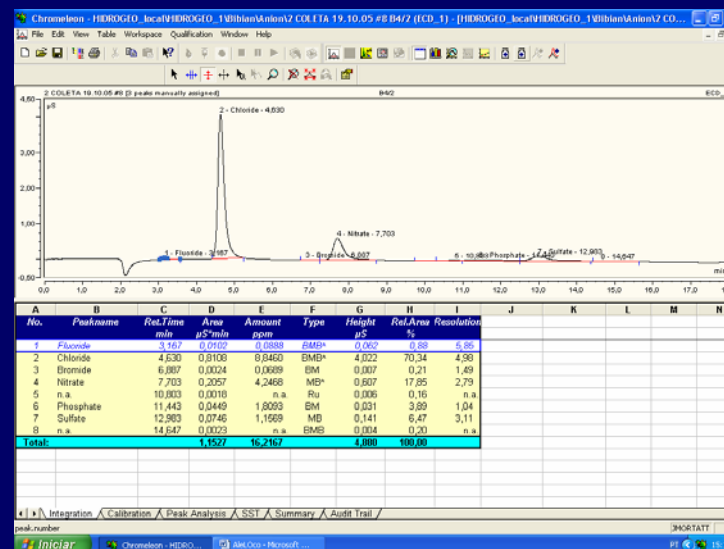 Chromeleon - HIDROGEO_local\HIDROGEO_1\Bibian\Anion\2 COLETA 19.10.05 #8 B4/2 (ECD_1) - [HIDROGEO_local\HIDROGEO_1\Bibian\Anion\2 CO...
File Edit View Table Workspace Qualification Window Help
2 COLETA 19.10.05 #8 [3 peaks manually assigned] B4/2 ECD_
4,50
µS
2 - Chloride - 4,630
3,00
2,00
1,00
4 - Nitrate - 7,703
1 - Fluoride - 3,167
7 - Sulfate - 12,983
8 - 14,647
-0,50
min
0,0 1,0 2,0 3,0 4,0 5,0 6,0 7,0 8,0 9,0 10,0 11,0 12,0 13,0 14,0 15,0 16,0 17,0
A B C D E F G H I J K L M N
No. Peakname Ret.Time Area Amount Type Height Rel.Area Resolution
min µS*min ppm µS %
1 Fluoride 3,167 0,0102 0,0888 BMB^ 0,062 0,88 5,85
2 Chloride 4,630 0,8108 8,8460 BMB^ 4,022 70,34 4,98
3 Bromide 6,887 0,0024 0,0689 BM 0,007 0,21 1,49
4 Nitrate 7,703 0,2057 4,2468 MB^ 0,607 17,85 2,79
5 n.a. 10,803 0,0018 n.a. Ru 0,006 0,16 n.a.
6 Phosphate 11,443 0,0449 1,8093 BM 0,031 3,89 1,04
7 Sulfate 12,983 0,0746 1,1569 MB 0,141 6,47 3,11
8 n.a. 14,647 0,0023 n.a. BMB 0,004 0,20 n.a.
Total: 1,1527 16,2167 4,880 100,00
Integration Calibration Peak Analysis SST Summary Audit Trail
peak.number JMORTATT
Iniciar Chromeleon - HIDRO... AleLOco - Microsoft ... PT 15: